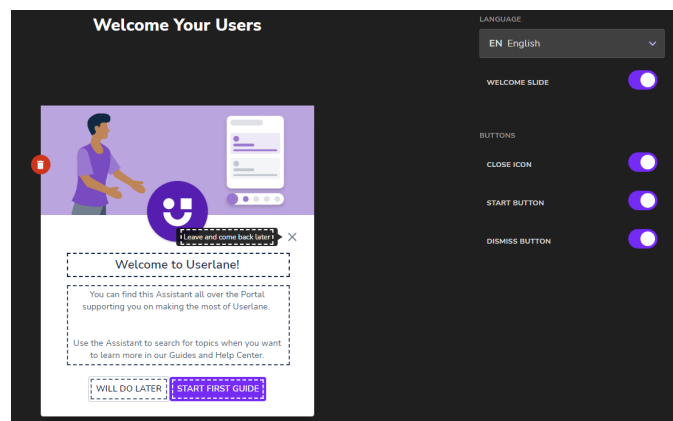 Welcome Your Users
LANGUAGE
EN English
WELCOME SLIDE
BUTTONS
CLOSE ICON
START BUTTON
DISMISS BUTTON
Leave and come back later
Welcome to Userlane!
You can find this Assistant all over the Portal
supporting you on making the most of Userlane.
Use the Assistant to search for topics when you want
to learn more in our Guides and Help Center.
WILL DO LATER
START FIRST GUIDE